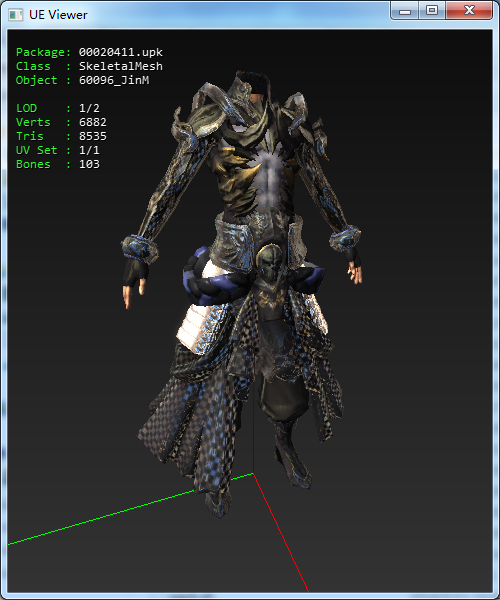 UE Viewer
Package: 00020411.upk
Class  : SkeletalMesh
Object : 60096_JinM
LOD    : 1/2
Verts  : 6882
Tris   : 8535
UV Set : 1/1
Bones  : 103